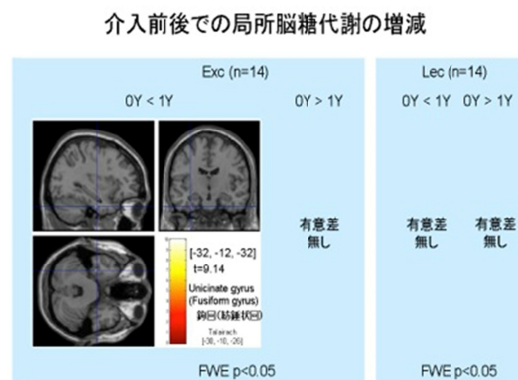 介入前後での局所脳糖代謝の増減
Exc (n=14)
0Y < 1Y
0Y > 1Y
[-32, -12, -32]
t=9.14
Unicinate gyrus
(Fusiform gyrus)
鈎回(紡錘状回)
Talairach
[-30, -10, -26]
有意差
無し
FWE p<0.05
Lec (n=14)
0Y < 1Y
0Y > 1Y
有意差
無し
有意差
無し
FWE p<0.05